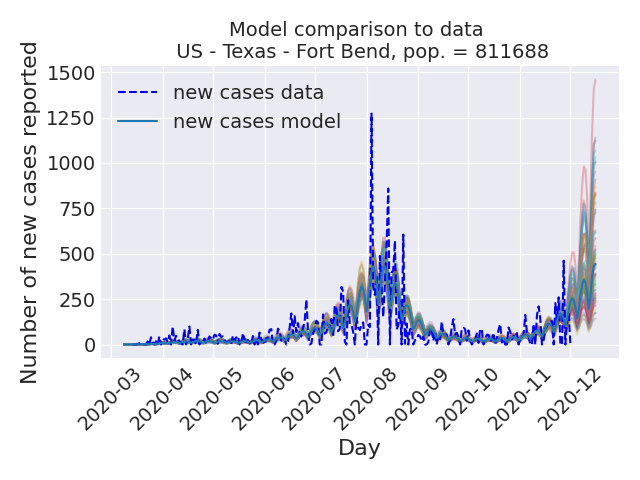 Model comparison to data
US - Texas - Fort Bend, pop. = 811688
Number of new cases reported
1500
1250
1000
750
500
250
0
new cases data
new cases model
2020-03
2020-04
2020-05
2020-06
2020-07
2020-08
2020-09
2020-10
2020-11
2020-12
Day